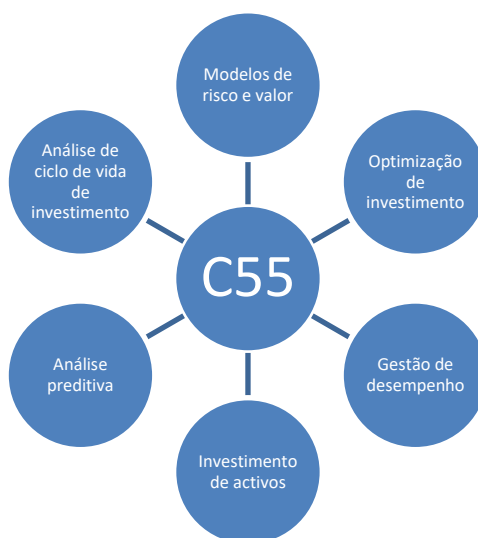 Modelos de
risco e valor
Análise de
ciclo de vida
de
investimento
Optimização
de
investimento
C55
Análise
preditiva
Gestão de
desempenho
Investimento
de activos